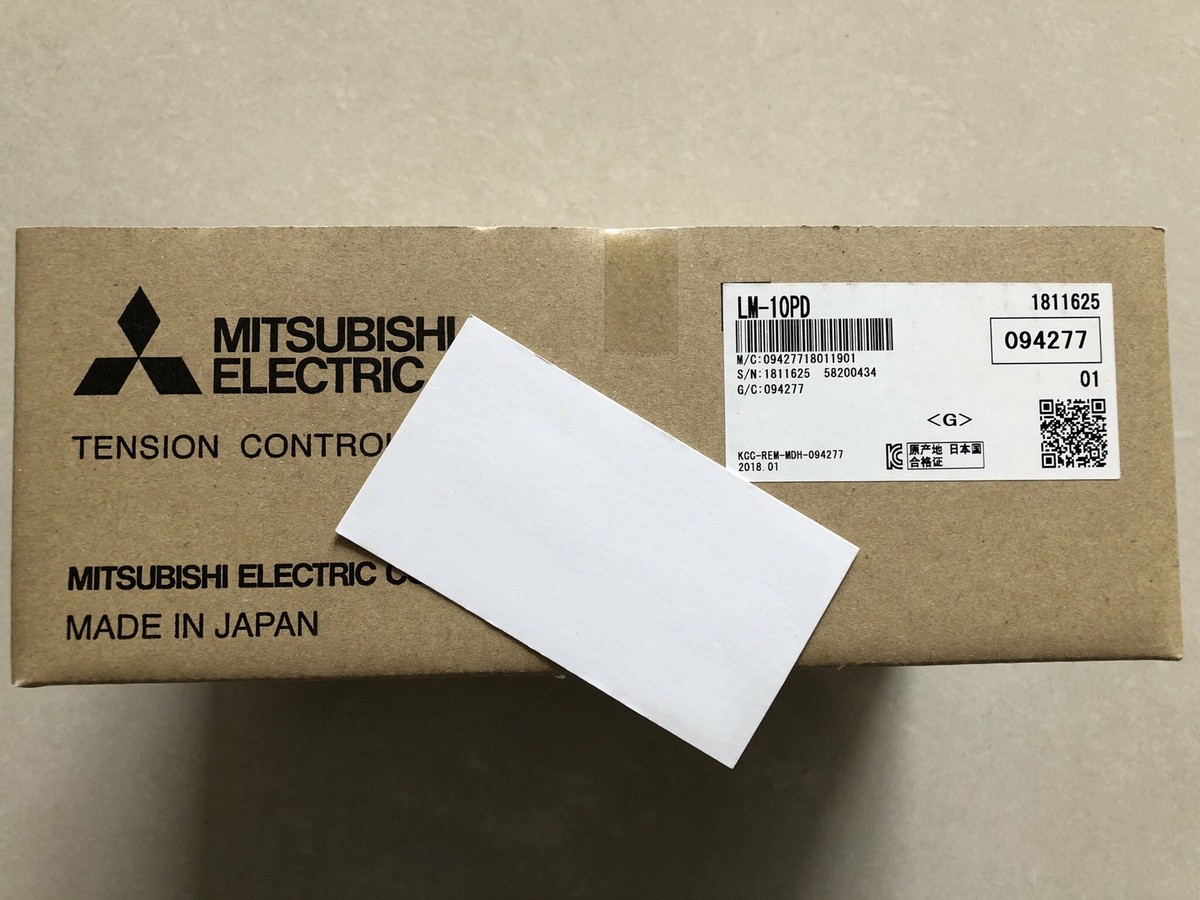 MITSUBISHI
ELECTRIC
TENSION CONTRO
MITSUBISHI ELECTRIC
MADE IN JAPAN
LM-10PD
1811625
094277
M/C:09427718011901
S/N:1811625 58200434
G/C:094277
01
<G>
KCC-REM-MDH-094277
2018.01
原产地 日本国
合格证